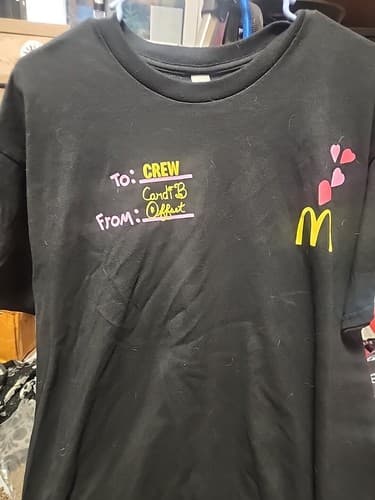 To: CREW
Cardi B
From: Offset
M